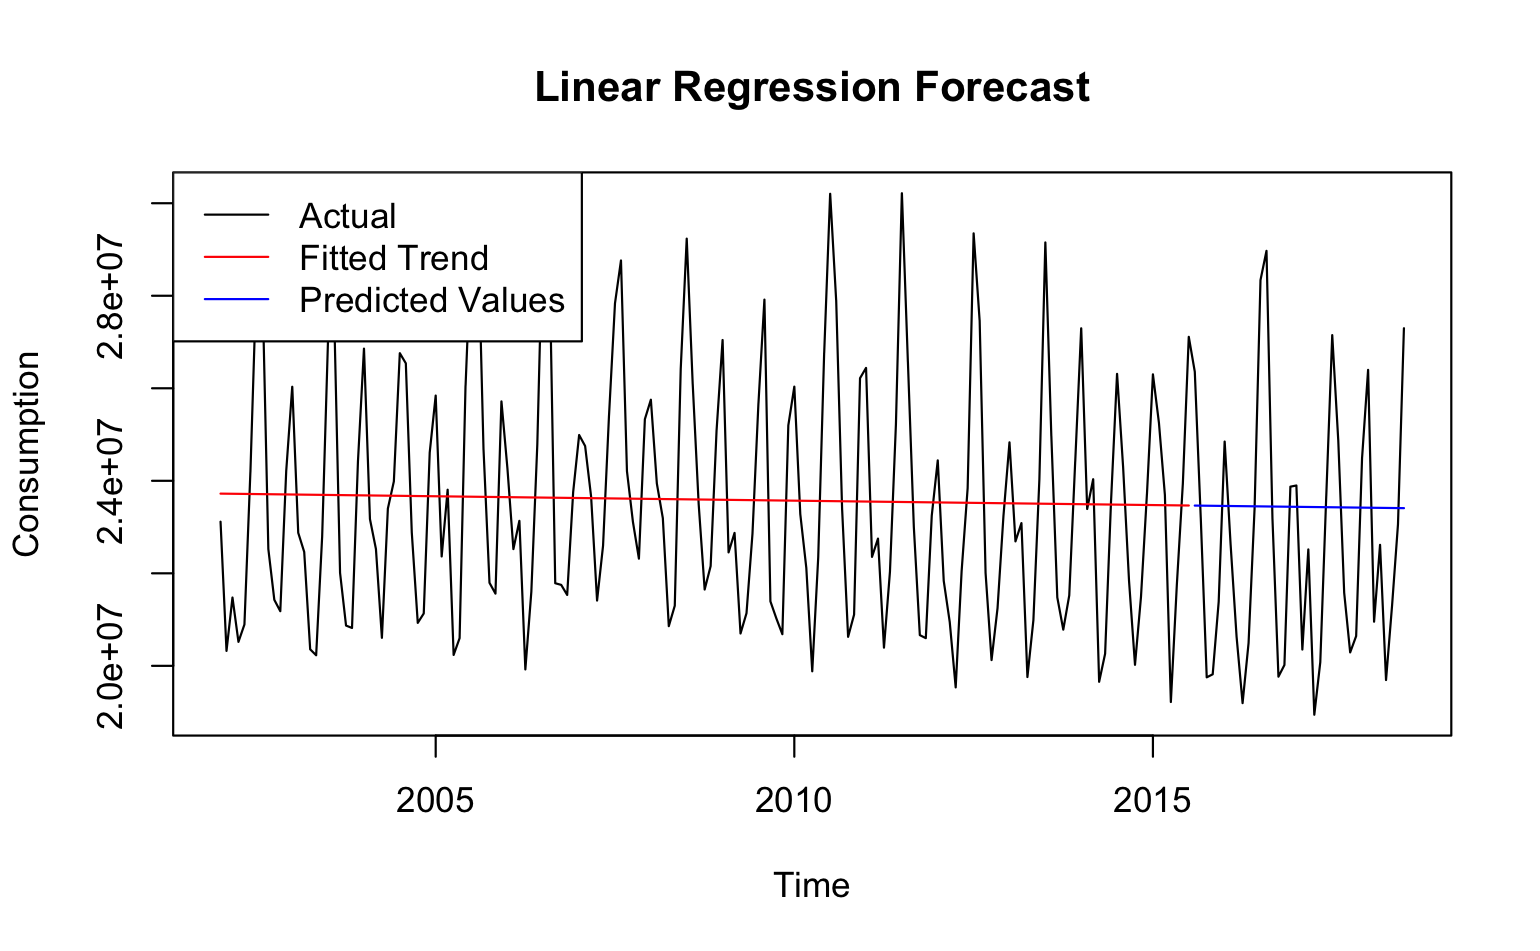 Linear Regression Forecast
Actual
Fitted Trend
Predicted Values
2.8e+07
2.4e+07
2.0e+07
Consumption
2005 2010 2015
Time